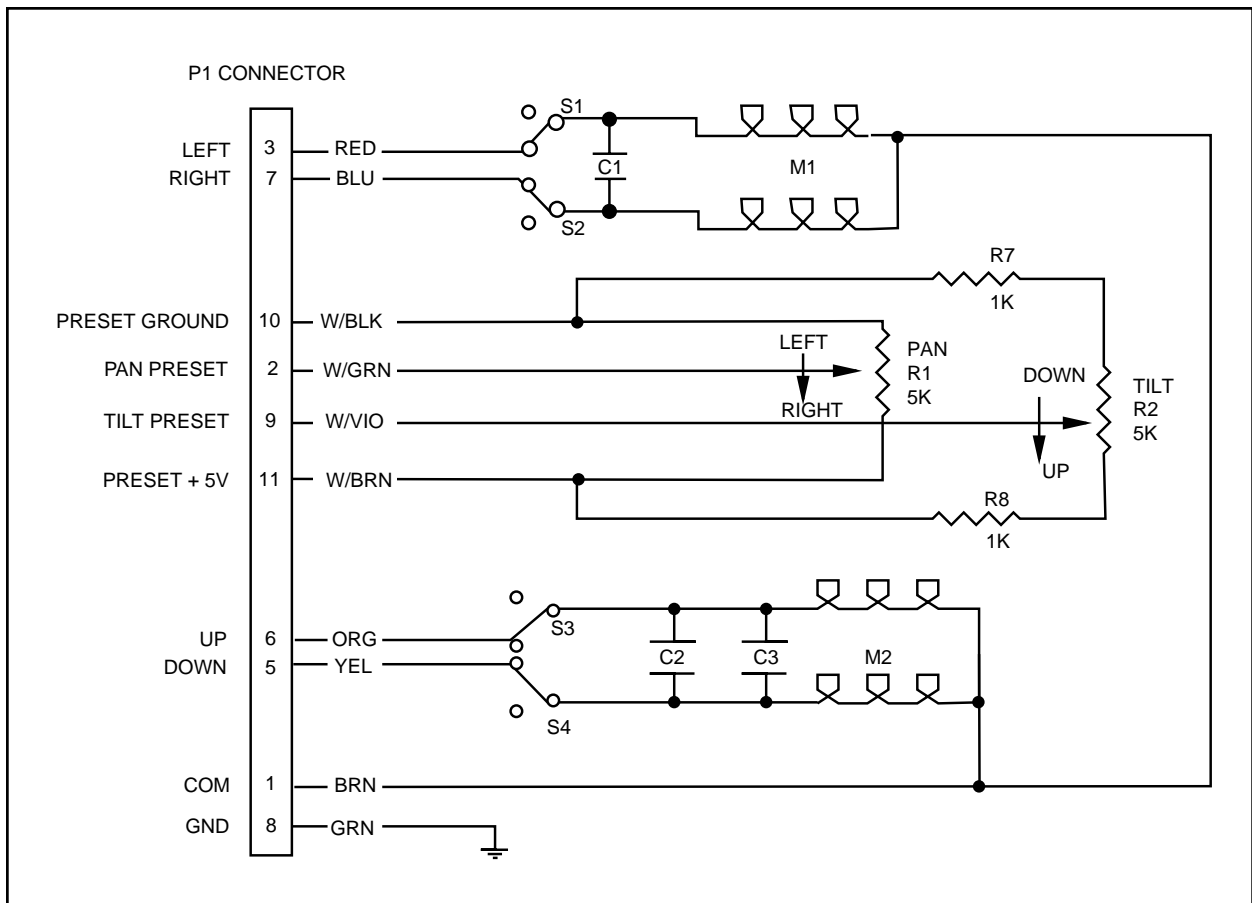 P1 CONNECTOR
S1
LEFT 3 RED
C1 M1
RIGHT 7 BLU
S2
R7
1K
PRESET GROUND 10 W/BLK
LEFT PAN
PAN PRESET 2 W/GRN
R1
DOWN TILT
5K
RIGHT
R2
TILT PRESET 9 W/VIO
5K
UP
PRESET + 5V 11 W/BRN
R8
1K
S3
UP 6 ORG
C2 C3 M2
DOWN 5 YEL
S4
COM 1 BRN
GND 8 GRN